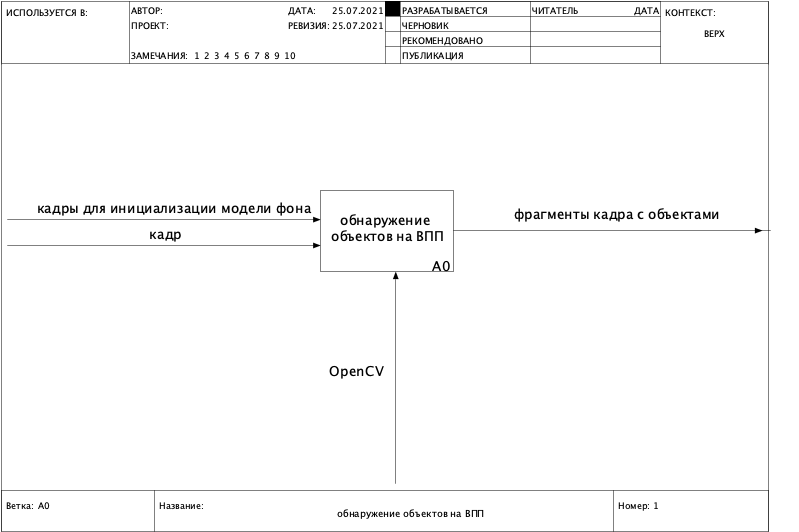 ИСПОЛЬЗУЕТСЯ В:
АВТОР:
ДАТА: 25.07.2021
ПРОЕКТ:
РЕВИЗИЯ: 25.07.2021
ЗАМЕЧАНИЯ: 1 2 3 4 5 6 7 8 9 10
РАЗРАБАТЫВАЕТСЯ
ЧЕРНОВИК
РЕКОМЕНДОВАНО
ПУБЛИКАЦИЯ
ЧИТАТЕЛЬ
ДАТА
КОНТЕКСТ:
ВЕРХ
кадры для инициализации модели фона
кадр
обнаружение
объектов на ВПП
A0
фрагменты кадра с объектами
OpenCV
Ветка: A0
Название:
обнаружение объектов на ВПП
Номер: 1